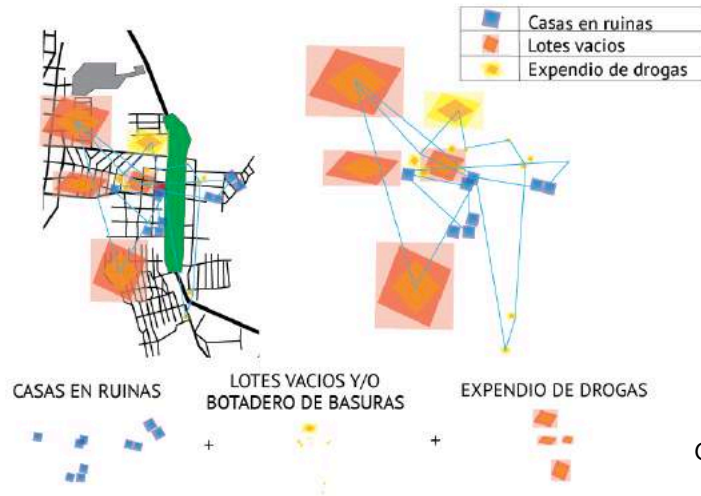 Casas en ruinas
Lotes vacios
Expendio de drogas
CASAS EN RUINAS
LOTES VACIOS Y/O
BOTADERO DE BASURAS
EXPENDIO DE DROGAS
+
+